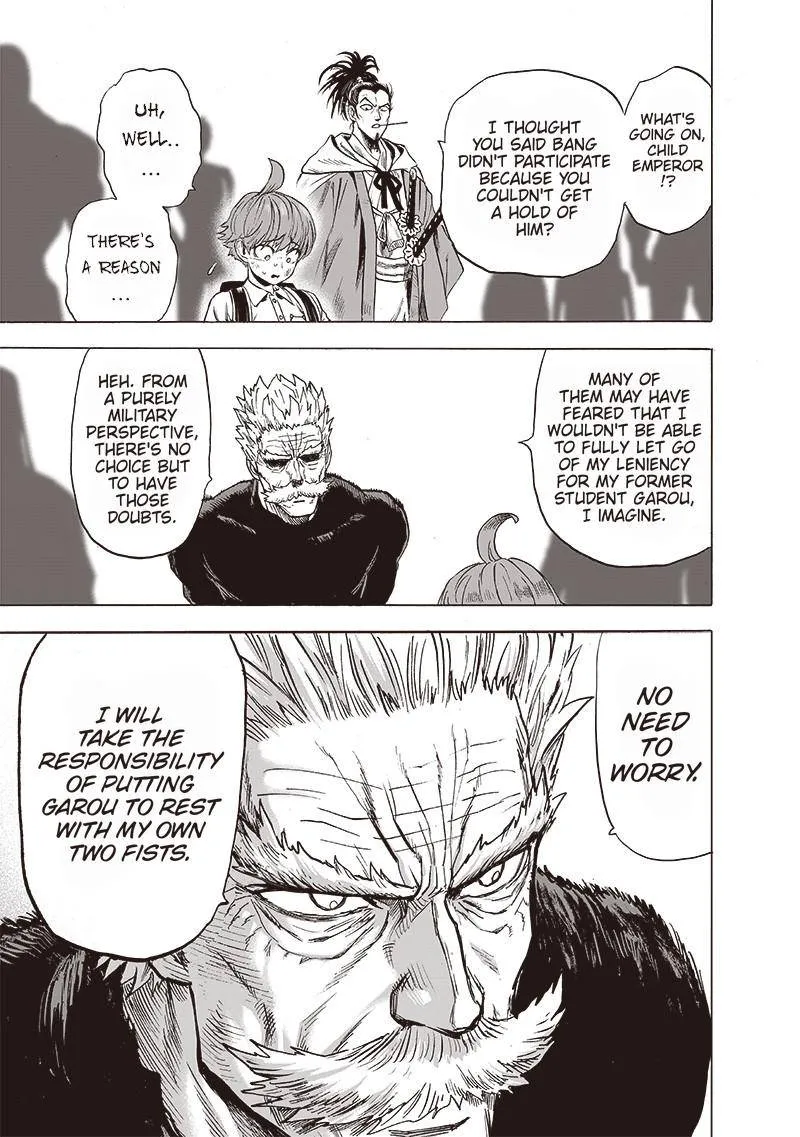 WHAT'S
GOING ON,
CHILD
EMPEROR
!?
I THOUGHT
YOU SAID BANG
DIDN'T PARTICIPATE
BECAUSE YOU
COULDN'T GET
A HOLD OF
HIM?
UH,
WELL..
...
THERE'S
A REASON
...
MANY OF
THEM MAY HAVE
FEARED THAT I
WOULDN'T BE ABLE
TO FULLY LET GO
OF MY LENIENCY
FOR MY FORMER
STUDENT GAROU,
I IMAGINE.
HEH. FROM
A PURELY
MILITARY
PERSPECTIVE,
THERE'S NO
CHOICE BUT
TO HAVE
THOSE
DOUBTS.
NO
NEED
TO
WORRY.
I WILL
TAKE THE
RESPONSIBILITY
OF PUTTING
GAROU TO REST
WITH MY OWN
TWO FISTS.